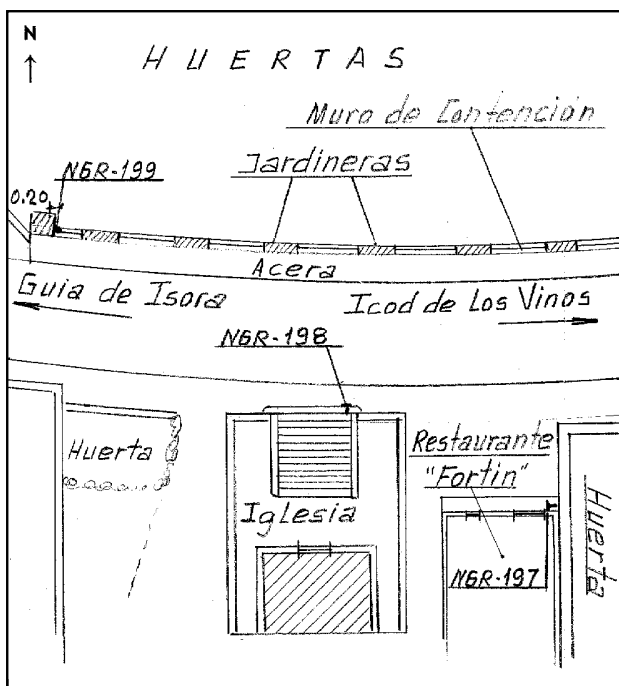 N
HUERTAS
Muro de Contención
NGR-199
Jardineras
0.20
Acera
Guia de Isora
Icod de Los Vinos
NGR-198
Huerta
Restaurante
"Fortin"
Iglesia
Huerta
NGR-197